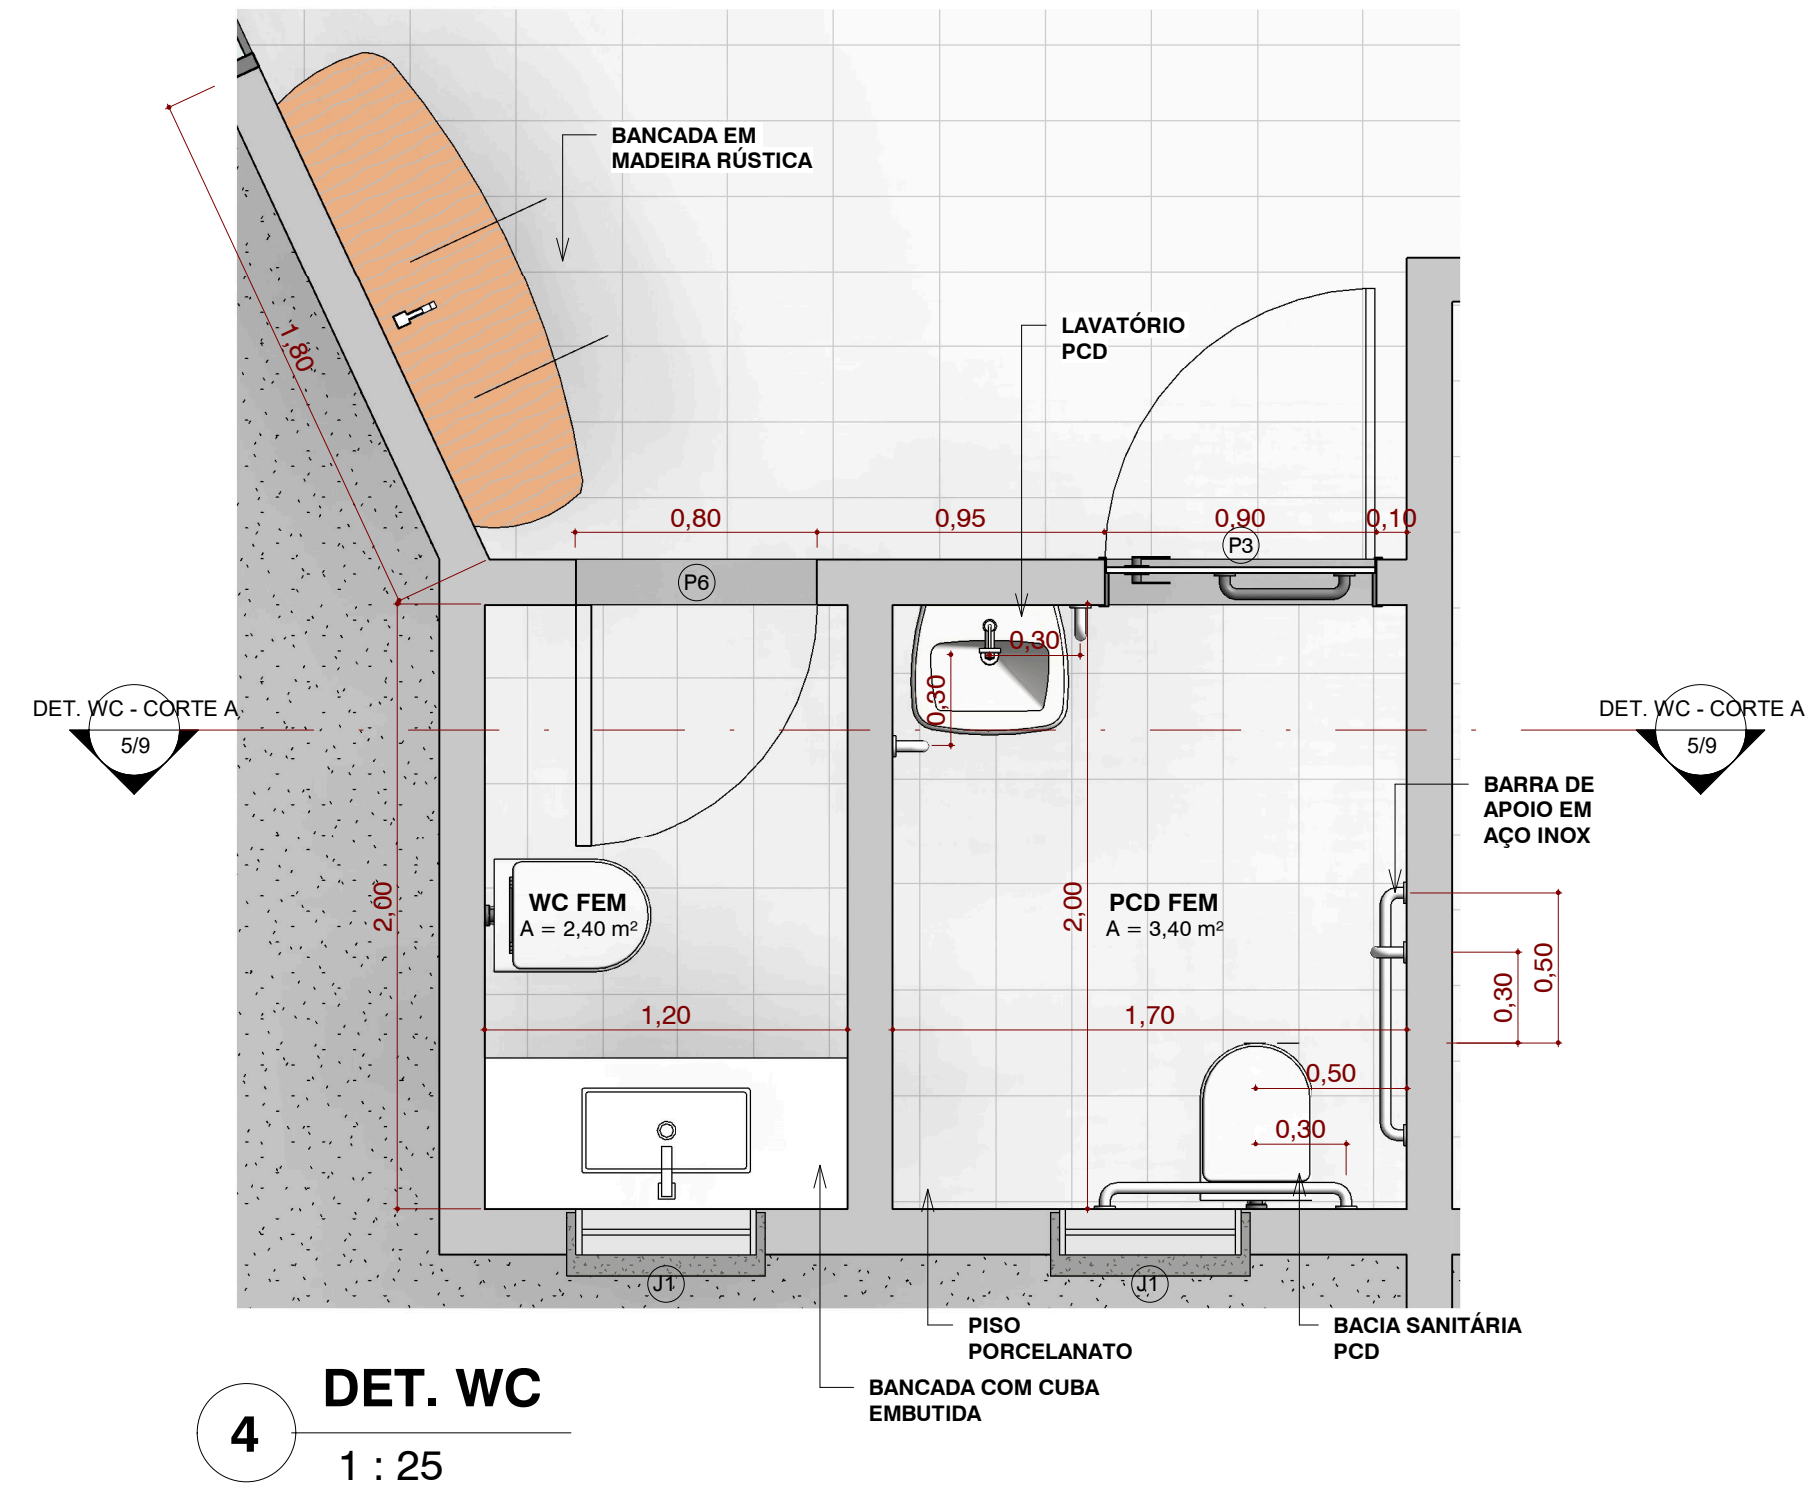 BANCADA EM
MADEIRA RÚSTICA
1,80
LAVATÓRIO
PCD
0,80
0,95
0,90
0,10
P3
P6
0,30
0,30
DET. WC - CORTE A
5/9
DET. WC - CORTE A
5/9
BARRA DE
APOIO EM
AÇO INOX
2,00
WC FEM
A = 2,40 m²
2,00
PCD FEM
A = 3,40 m²
0,50
0,30
1,20
1,70
0,50
0,30
J1
J1
PISO
PORCELANATO
BACIA SANITÁRIA
PCD
BANCADA COM CUBA
EMBUTIDA
4
DET. WC
1 : 25